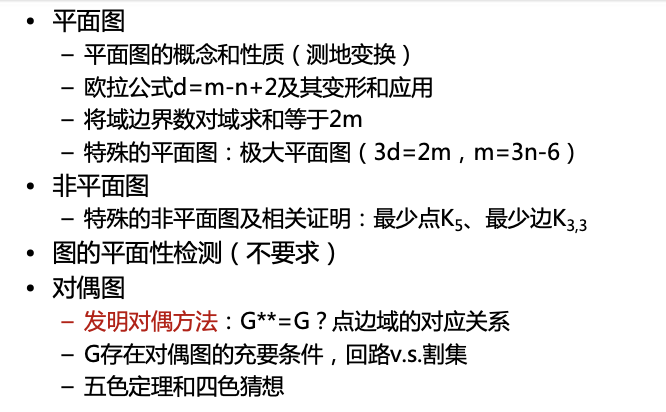 • 平面图
– 平面图的概念和性质（测地变换）
– 欧拉公式d=m-n+2及其变形和应用
– 将域边界数对域求和等于2m
– 特殊的平面图：极大平面图（3d=2m，m=3n-6）
• 非平面图
– 特殊的非平面图及相关证明：最少点K₅、最少边K₃,₃
• 图的平面性检测（不要求）
• 对偶图
– 发明对偶方法：G**=G？点边域的对应关系
– G存在对偶图的充要条件，回路v.s.割集
– 五色定理和四色猜想